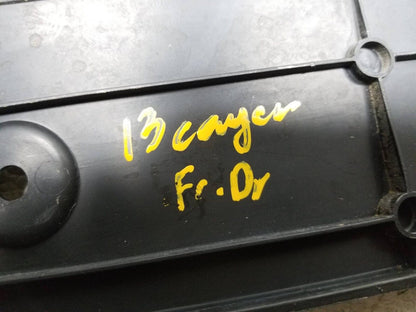 13 cayen
Fr. Dr